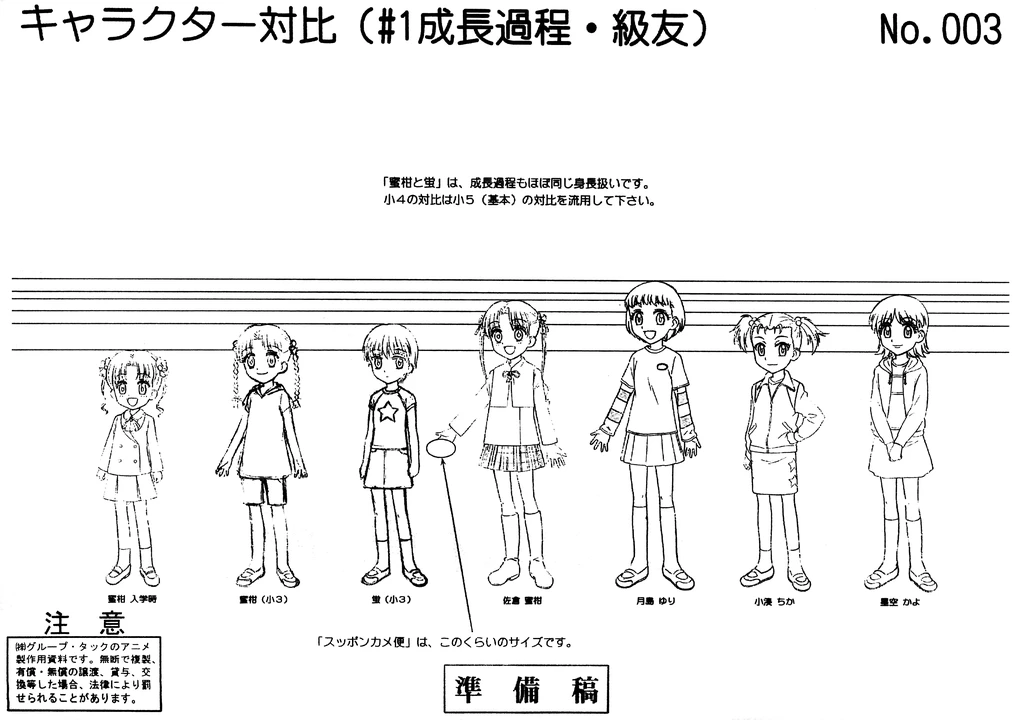 キャラクター対比(#1成長過程・級友)
No.003
「蜜柑と蛍」は、成長過程もほぼ同じ身長扱いです。
小4の対比は小5(基本)の対比を流用して下さい。
蜜柑 入学時
蜜柑(小3)
蛍(小3)
佐倉 蜜柑
月島 ゆり
小湊 ちか
星空 かよ
「スッポンカメ便」は、このくらいのサイズです。
注 意
㈱グループ・タックのアニメ
製作用資料です。無断で複製、
有償・無償の譲渡、貸与、交
換等した場合、法律により罰
せられることがあります。
準 備 稿